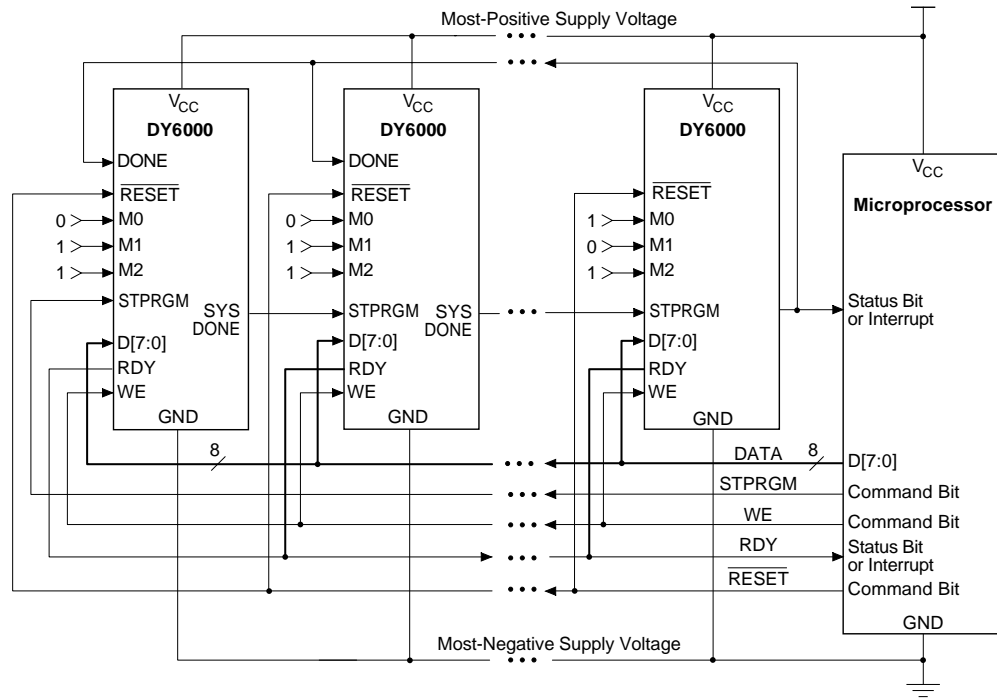 Most-Positive Supply Voltage
VCC
DY6000
DONE
RESET
0 M0
1 M1
1 M2
STPRGM
SYS
DONE
D[7:0]
RDY
WE
GND
VCC
DY6000
DONE
RESET
0 M0
1 M1
1 M2
STPRGM
SYS
DONE
D[7:0]
RDY
WE
GND
VCC
DY6000
RESET
1 M0
0 M1
1 M2
STPRGM
D[7:0]
RDY
WE
GND
VCC
Microprocessor
Status Bit
or Interrupt
8
DATA
8
D[7:0]
STPRGM
Command Bit
WE
Command Bit
RDY
Status Bit
or Interrupt
RESET
Command Bit
GND
Most-Negative Supply Voltage